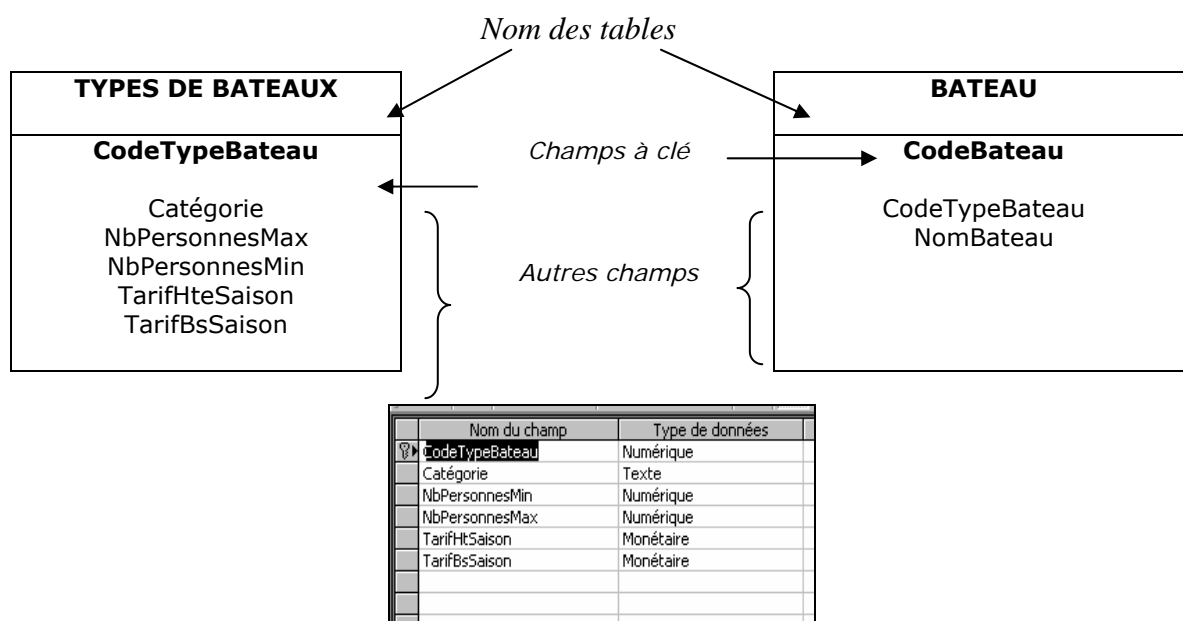 Nom des tables
TYPES DE BATEAUX
BATEAU
CodeTypeBateau
Champs à clé
CodeBateau
Catégorie
NbPersonnesMax
NbPersonnesMin
TarifHteSaison
TarifBsSaison
Autres champs
CodeTypeBateau
NomBateau
Nom du champ Type de données
CodeTypeBateau Numérique
Catégorie Texte
NbPersonnesMin Numérique
NbPersonnesMax Numérique
TarifHtSaison Monétaire
TarifBsSaison Monétaire